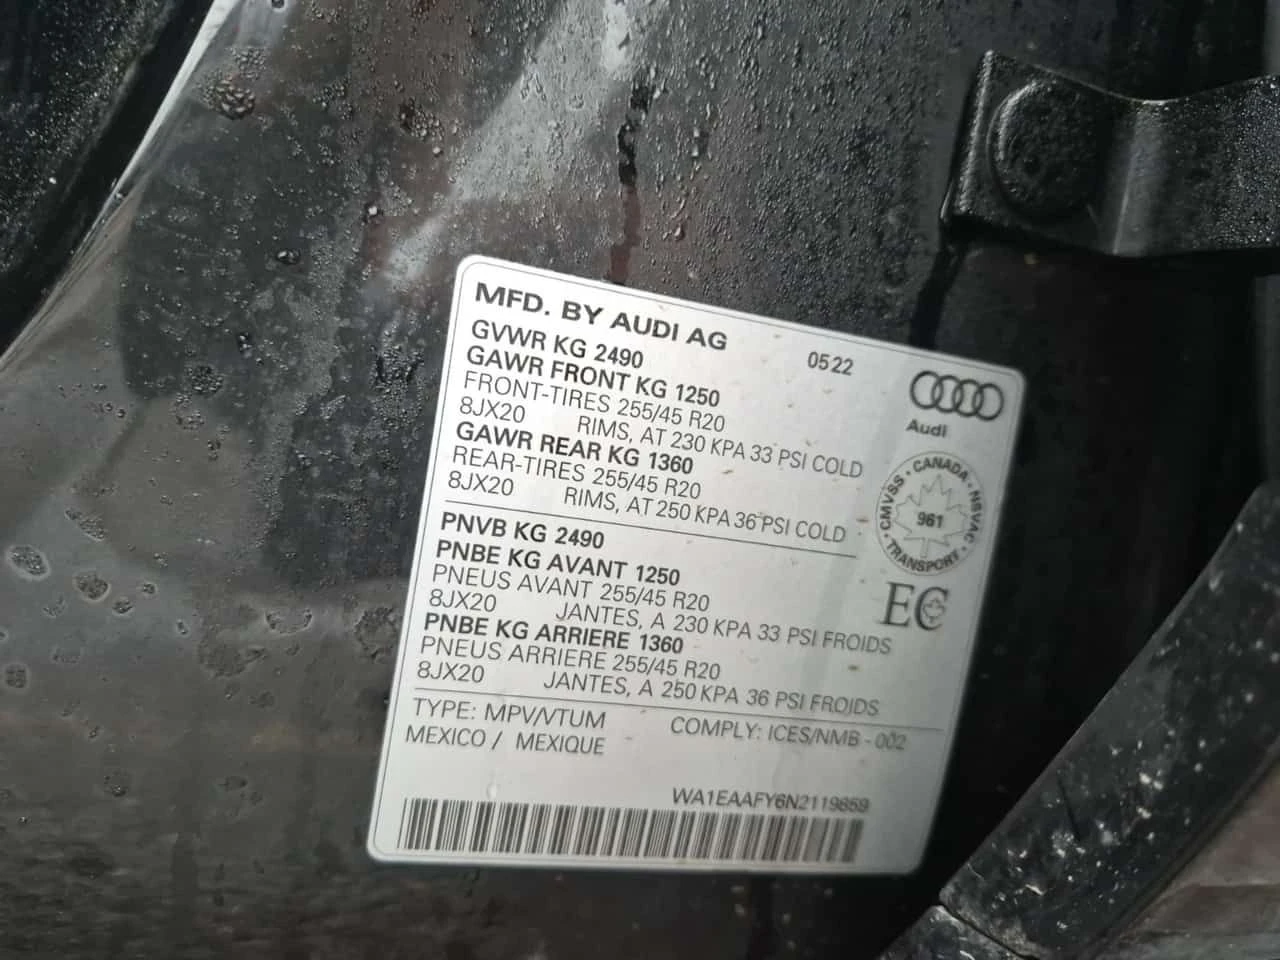 MFD. BY AUDI AG 05 22
GVWR KG 2490
GAWR FRONT KG 1250
FRONT-TIRES 255/45 R20
8JX20 RIMS, AT 230 KPA 33 PSI COLD
GAWR REAR KG 1360
REAR-TIRES 255/45 R20
8JX20 RIMS, AT 250 KPA 36 PSI COLD
Audi
CMVSS · CANADA · NSVAC · TRANSPORT ·
961
EC
PNVB KG 2490
PNBE KG AVANT 1250
PNEUS AVANT 255/45 R20
8JX20 JANTES, A 230 KPA 33 PSI FROIDS
PNBE KG ARRIERE 1360
PNEUS ARRIERE 255/45 R20
8JX20 JANTES, A 250 KPA 36 PSI FROIDS
TYPE: MPV/VTUM COMPLY: ICES/NMB - 002
MEXICO / MEXIQUE
WA1EAAFY6N2119859